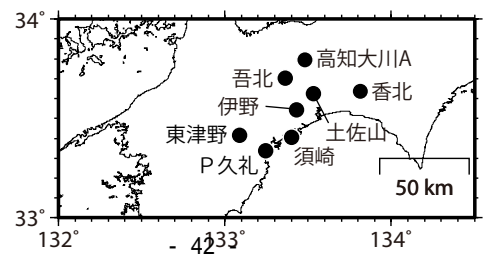 34˚
高知大川A
吾北
香北
伊野
東津野
土佐山
P久礼
須崎
50 km
33˚
132˚
133˚
134˚
- 42 -